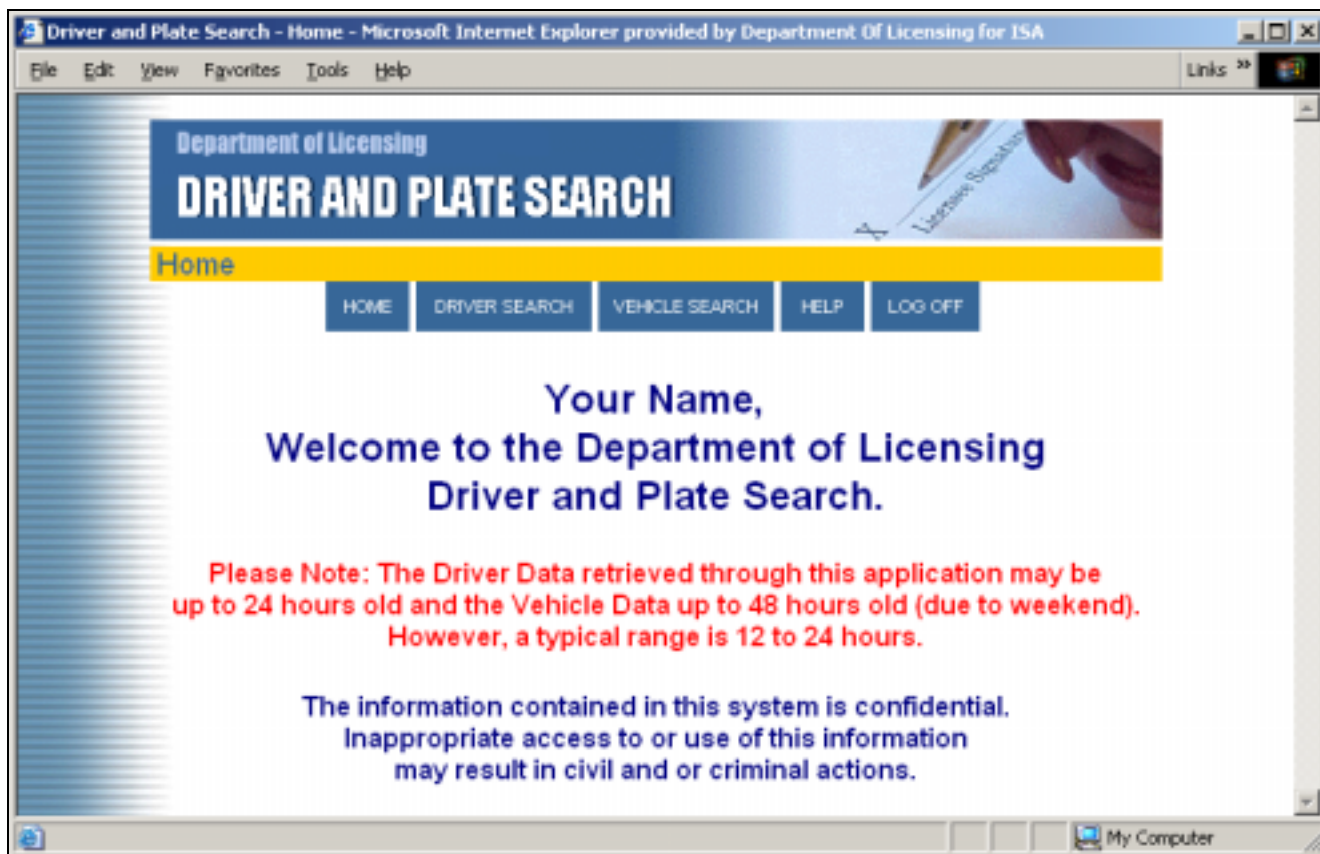 Driver and Plate Search - Home - Microsoft Internet Explorer provided by Department Of Licensing for ISA
File Edit View Favorites Tools Help Links »
Department of Licensing
DRIVER AND PLATE SEARCH
X Licensee Signature
Home
HOME DRIVER SEARCH VEHICLE SEARCH HELP LOG OFF
Your Name,
Welcome to the Department of Licensing
Driver and Plate Search.
Please Note: The Driver Data retrieved through this application may be
up to 24 hours old and the Vehicle Data up to 48 hours old (due to weekend).
However, a typical range is 12 to 24 hours.
The information contained in this system is confidential.
Inappropriate access to or use of this information
may result in civil and or criminal actions.
My Computer